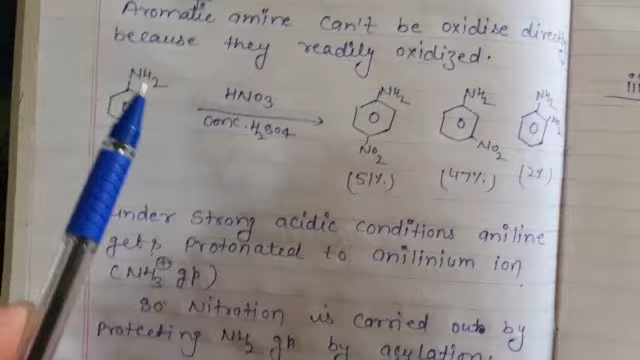 Aromatic amine can't be oxidise directly
because they readily oxidized.
NH2 HNO3 NH2 NH2 NH2
conc. H2SO4
NO2 NO2
(51%) (47%) (2%)
under strong acidic conditions aniline
gets protonated to anilinium ion
(NH3⊕ gp)
so Nitration is carried out by
protecting NH2 gp by acylation.